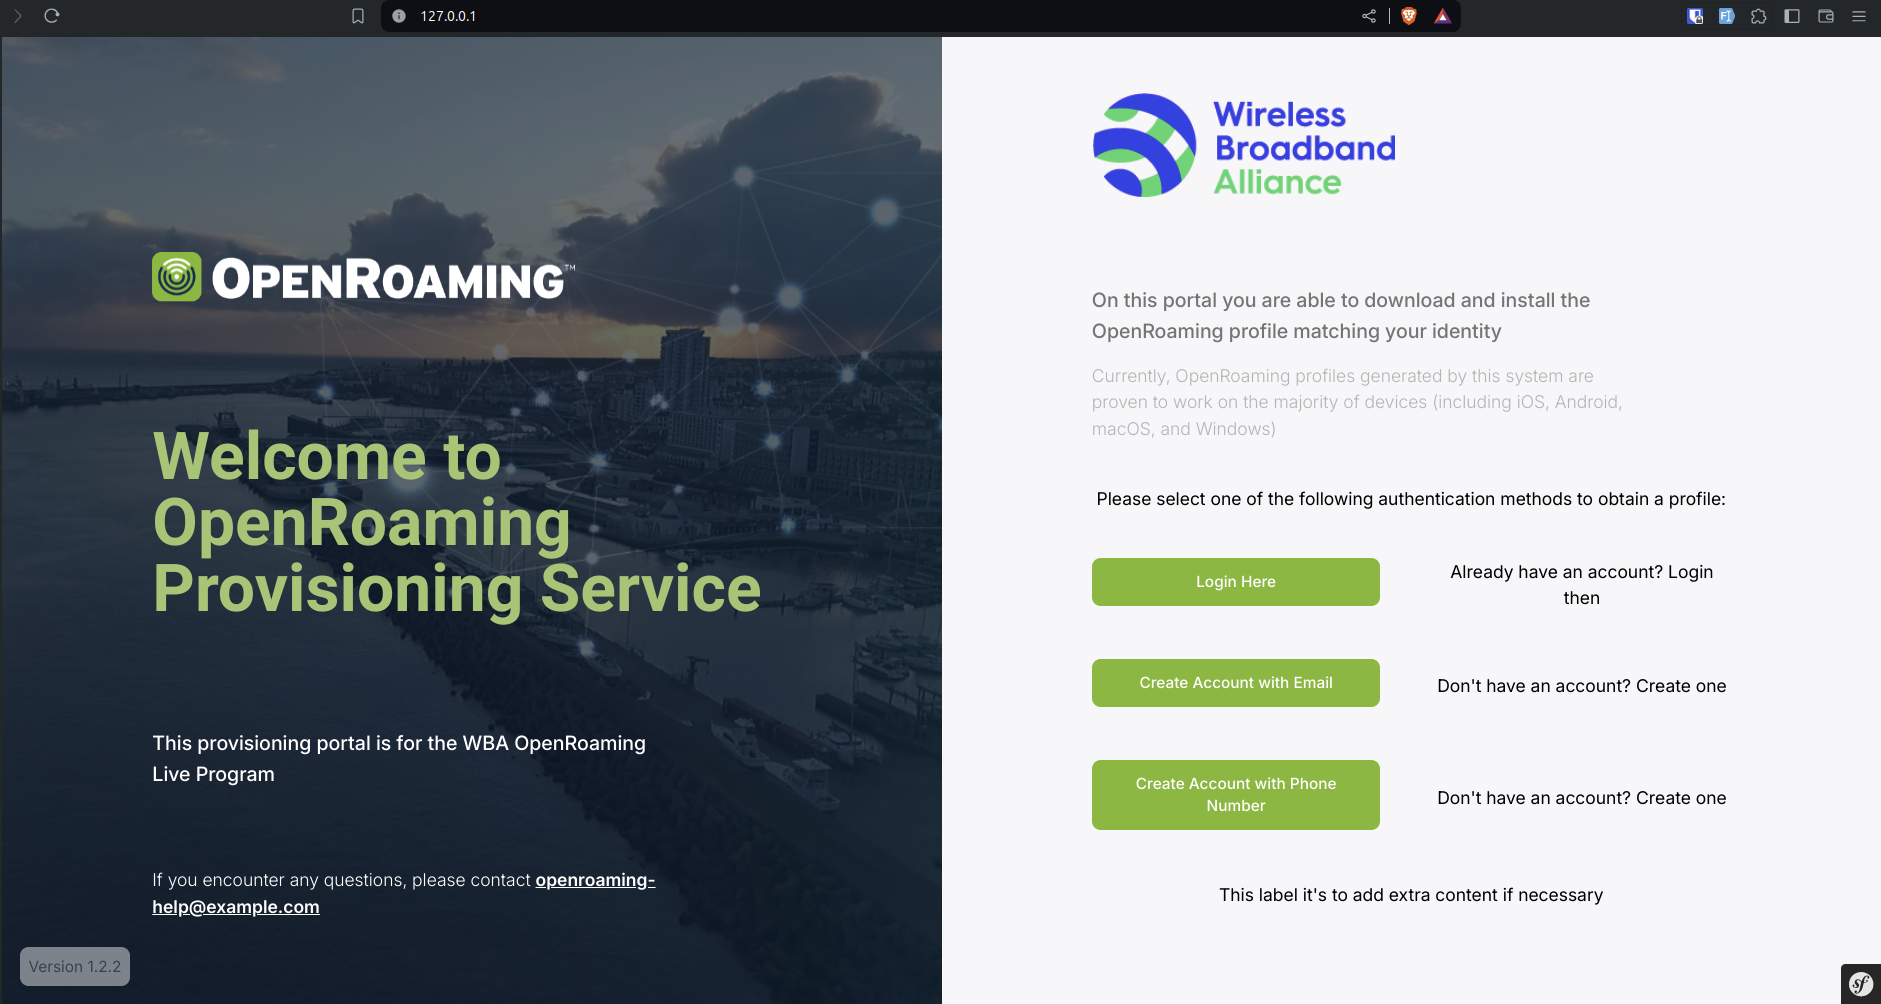 127.0.0.1
OPENROAMING™
Welcome to
OpenRoaming
Provisioning Service
This provisioning portal is for the WBA OpenRoaming
Live Program
If you encounter any questions, please contact openroaming-
help@example.com
Version 1.2.2
Wireless
Broadband
Alliance
On this portal you are able to download and install the
OpenRoaming profile matching your identity
Currently, OpenRoaming profiles generated by this system are
proven to work on the majority of devices (including iOS, Android,
macOS, and Windows)
Please select one of the following authentication methods to obtain a profile:
Login Here
Already have an account? Login
then
Create Account with Email
Don't have an account? Create one
Create Account with Phone
Number
Don't have an account? Create one
This label it's to add extra content if necessary
sf